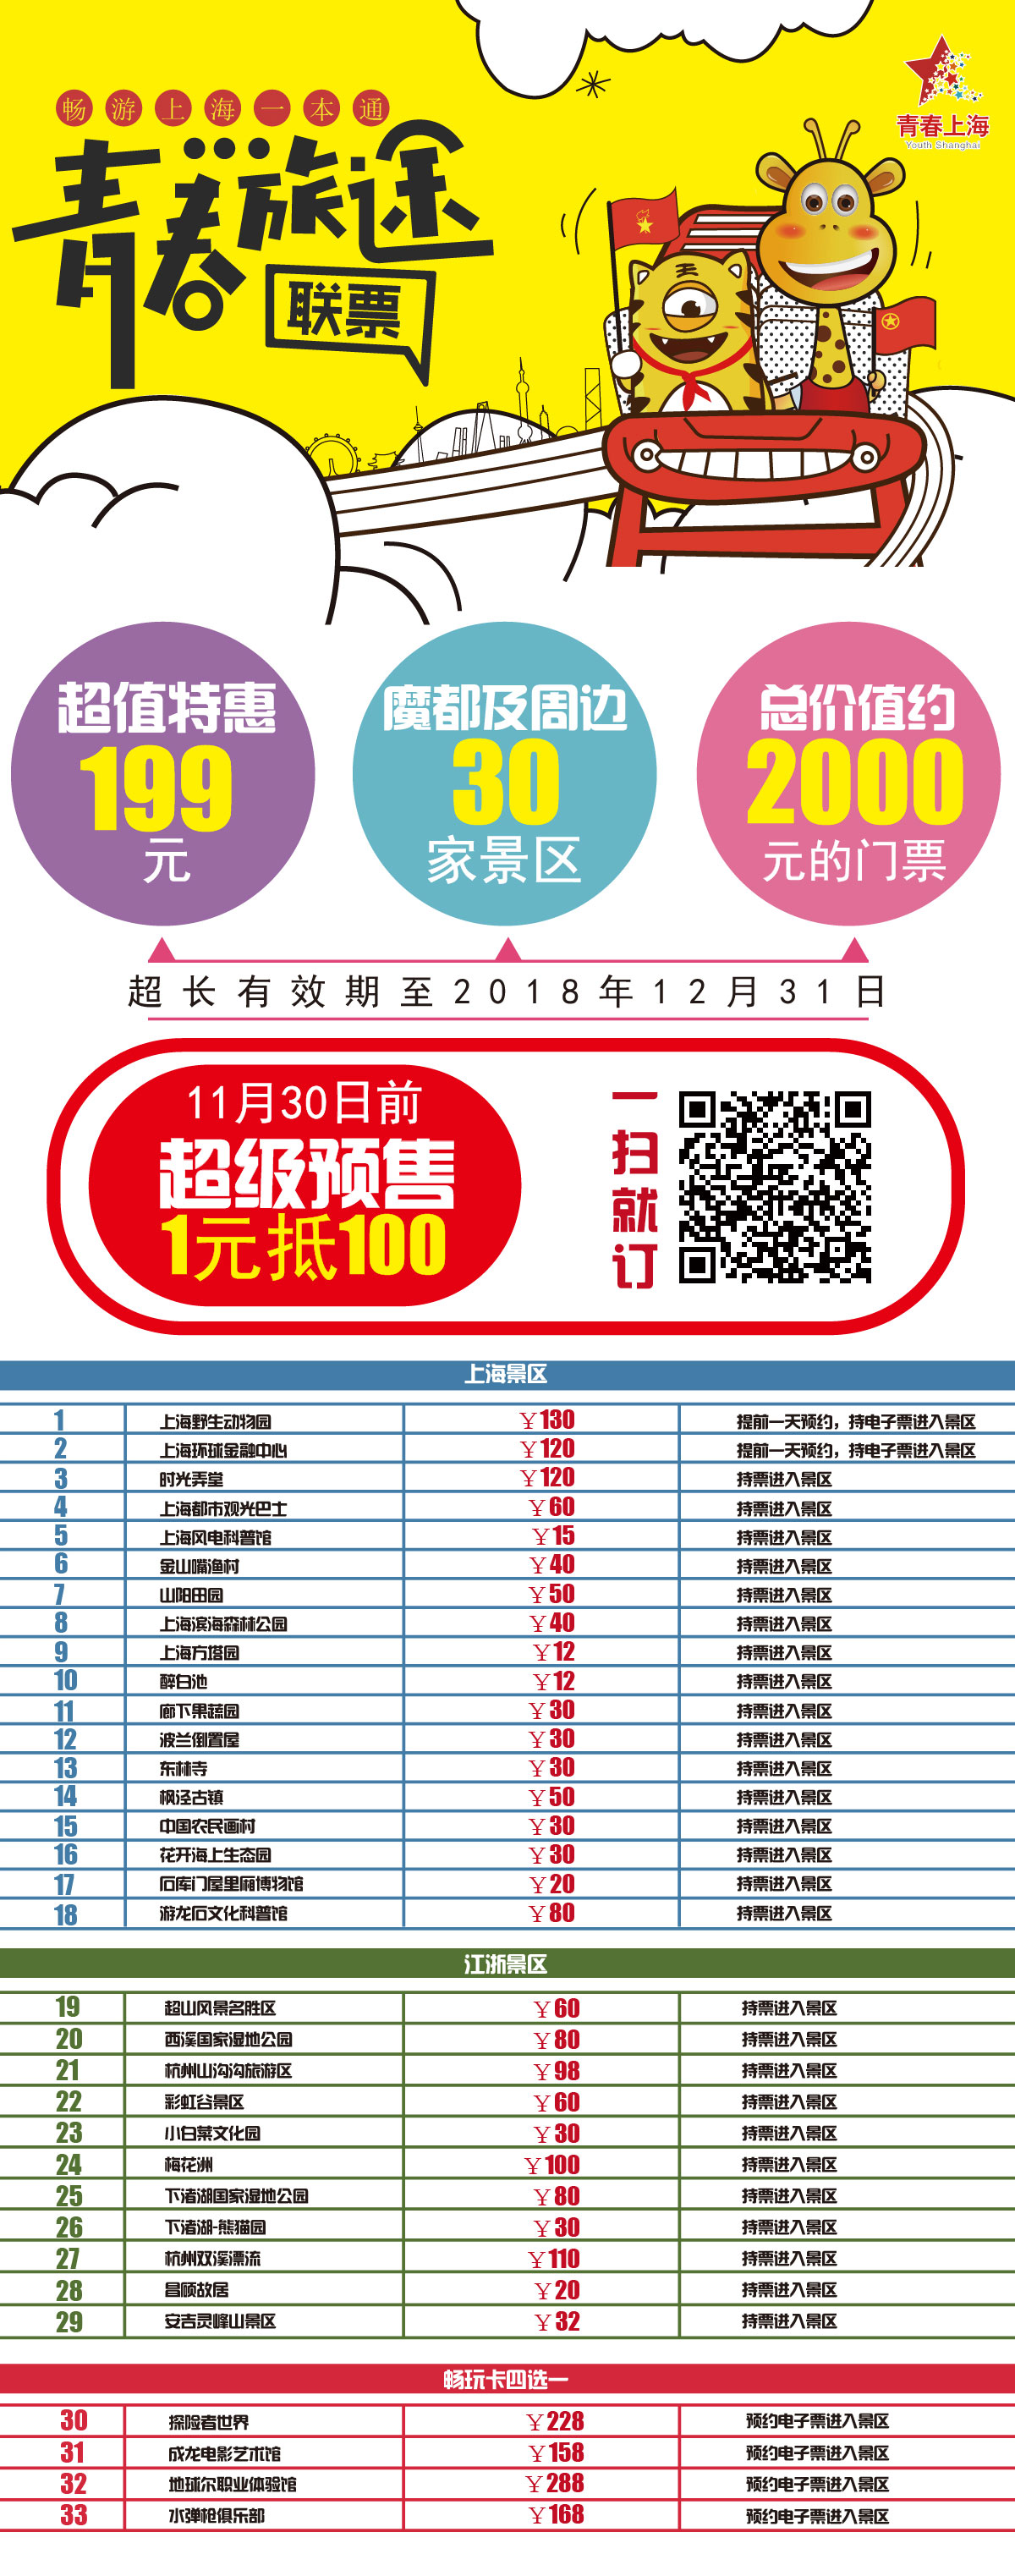 畅游上海一本通
青春旅途
联票
青春上海
Youth Shanghai
超值特惠
199
元
魔都及周边
30
家景区
总价值约
2000
元的门票
超长有效期至2018年12月31日
11月30日前
超级预售
1元抵100
一扫就订
上海景区
1 上海野生动物园 ¥130 提前一天预约，持电子票进入景区
2 上海环球金融中心 ¥120 提前一天预约，持电子票进入景区
3 时光弄堂 ¥120 持票进入景区
4 上海都市观光巴士 ¥60 持票进入景区
5 上海风电科普馆 ¥15 持票进入景区
6 金山嘴渔村 ¥40 持票进入景区
7 山阳田园 ¥50 持票进入景区
8 上海滨海森林公园 ¥40 持票进入景区
9 上海方塔园 ¥12 持票进入景区
10 醉白池 ¥12 持票进入景区
11 廊下果蔬园 ¥30 持票进入景区
12 波兰倒置屋 ¥30 持票进入景区
13 东林寺 ¥30 持票进入景区
14 枫泾古镇 ¥50 持票进入景区
15 中国农民画村 ¥30 持票进入景区
16 花开海上生态园 ¥30 持票进入景区
17 石库门屋里厢博物馆 ¥20 持票进入景区
18 游龙石文化科普馆 ¥80 持票进入景区
江浙景区
19 超山风景名胜区 ¥60 持票进入景区
20 西溪国家湿地公园 ¥80 持票进入景区
21 杭州山沟沟旅游区 ¥98 持票进入景区
22 彩虹谷景区 ¥60 持票进入景区
23 小白菜文化园 ¥30 持票进入景区
24 梅花洲 ¥100 持票进入景区
25 下渚湖国家湿地公园 ¥80 持票进入景区
26 下渚湖-熊猫园 ¥30 持票进入景区
27 杭州双溪漂流 ¥110 持票进入景区
28 昌硕故居 ¥20 持票进入景区
29 安吉灵峰山景区 ¥32 持票进入景区
畅玩卡四选一
30 探险者世界 ¥228 预约电子票进入景区
31 成龙电影艺术馆 ¥158 预约电子票进入景区
32 地球尔职业体验馆 ¥288 预约电子票进入景区
33 水弹枪俱乐部 ¥168 预约电子票进入景区